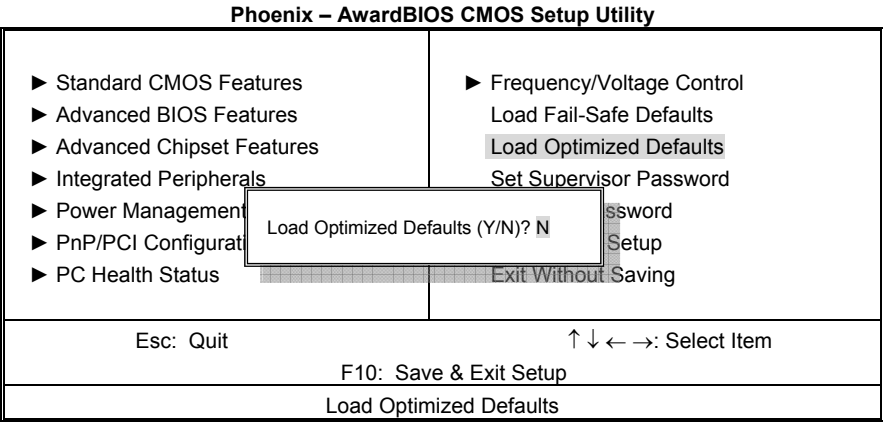 Phoenix – AwardBIOS CMOS Setup Utility
► Standard CMOS Features
► Advanced BIOS Features
► Advanced Chipset Features
► Integrated Peripherals
► Power Management
► PnP/PCI Configurati
► PC Health Status
► Frequency/Voltage Control
Load Fail-Safe Defaults
Load Optimized Defaults
Set Supervisor Password
ssword
Setup
Exit Without Saving
Load Optimized Defaults (Y/N)? N
Esc: Quit
↑ ↓ ← →: Select Item
F10: Save & Exit Setup
Load Optimized Defaults